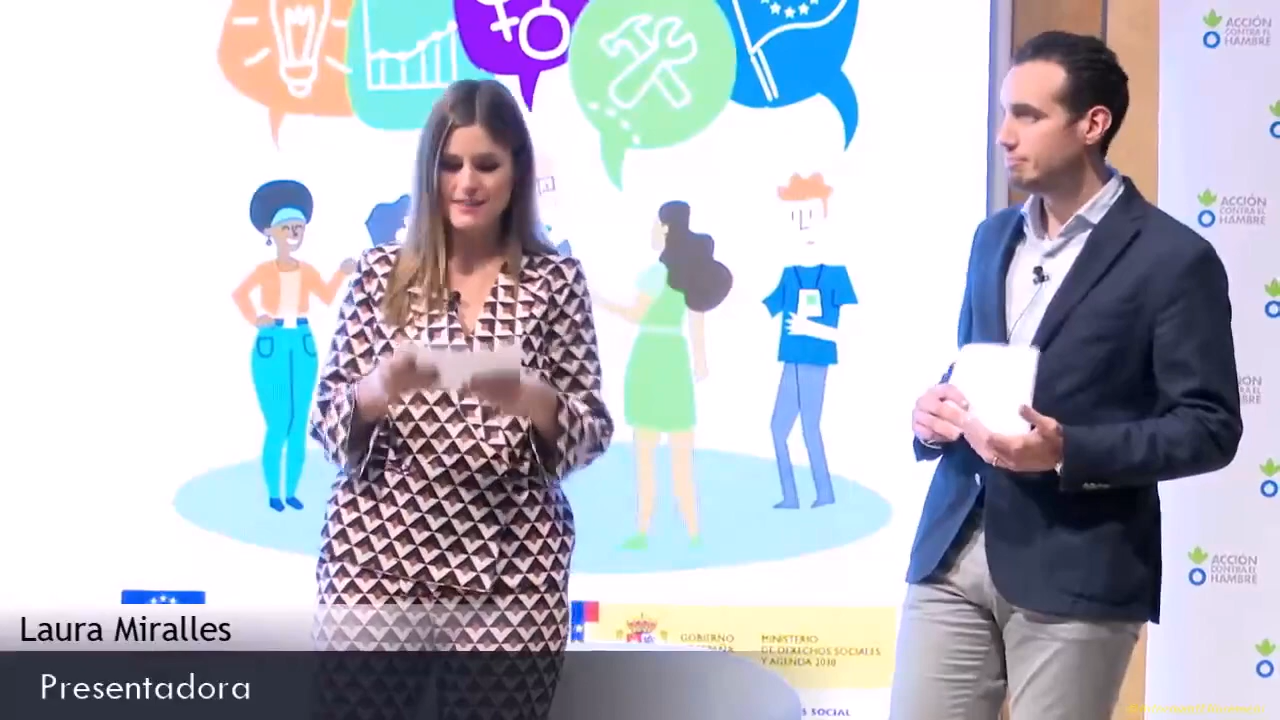 ACCIÓN
CONTRA EL
HAMBRE
ACCIÓN
CONTRA EL
HAMBRE
ACCIÓN
CONTRA EL
HAMBRE
Laura Miralles
Presentadora
GOBIERNO
MINISTERIO
DE DERECHOS SOCIALES
Y AGENDA 2030
SOCIAL